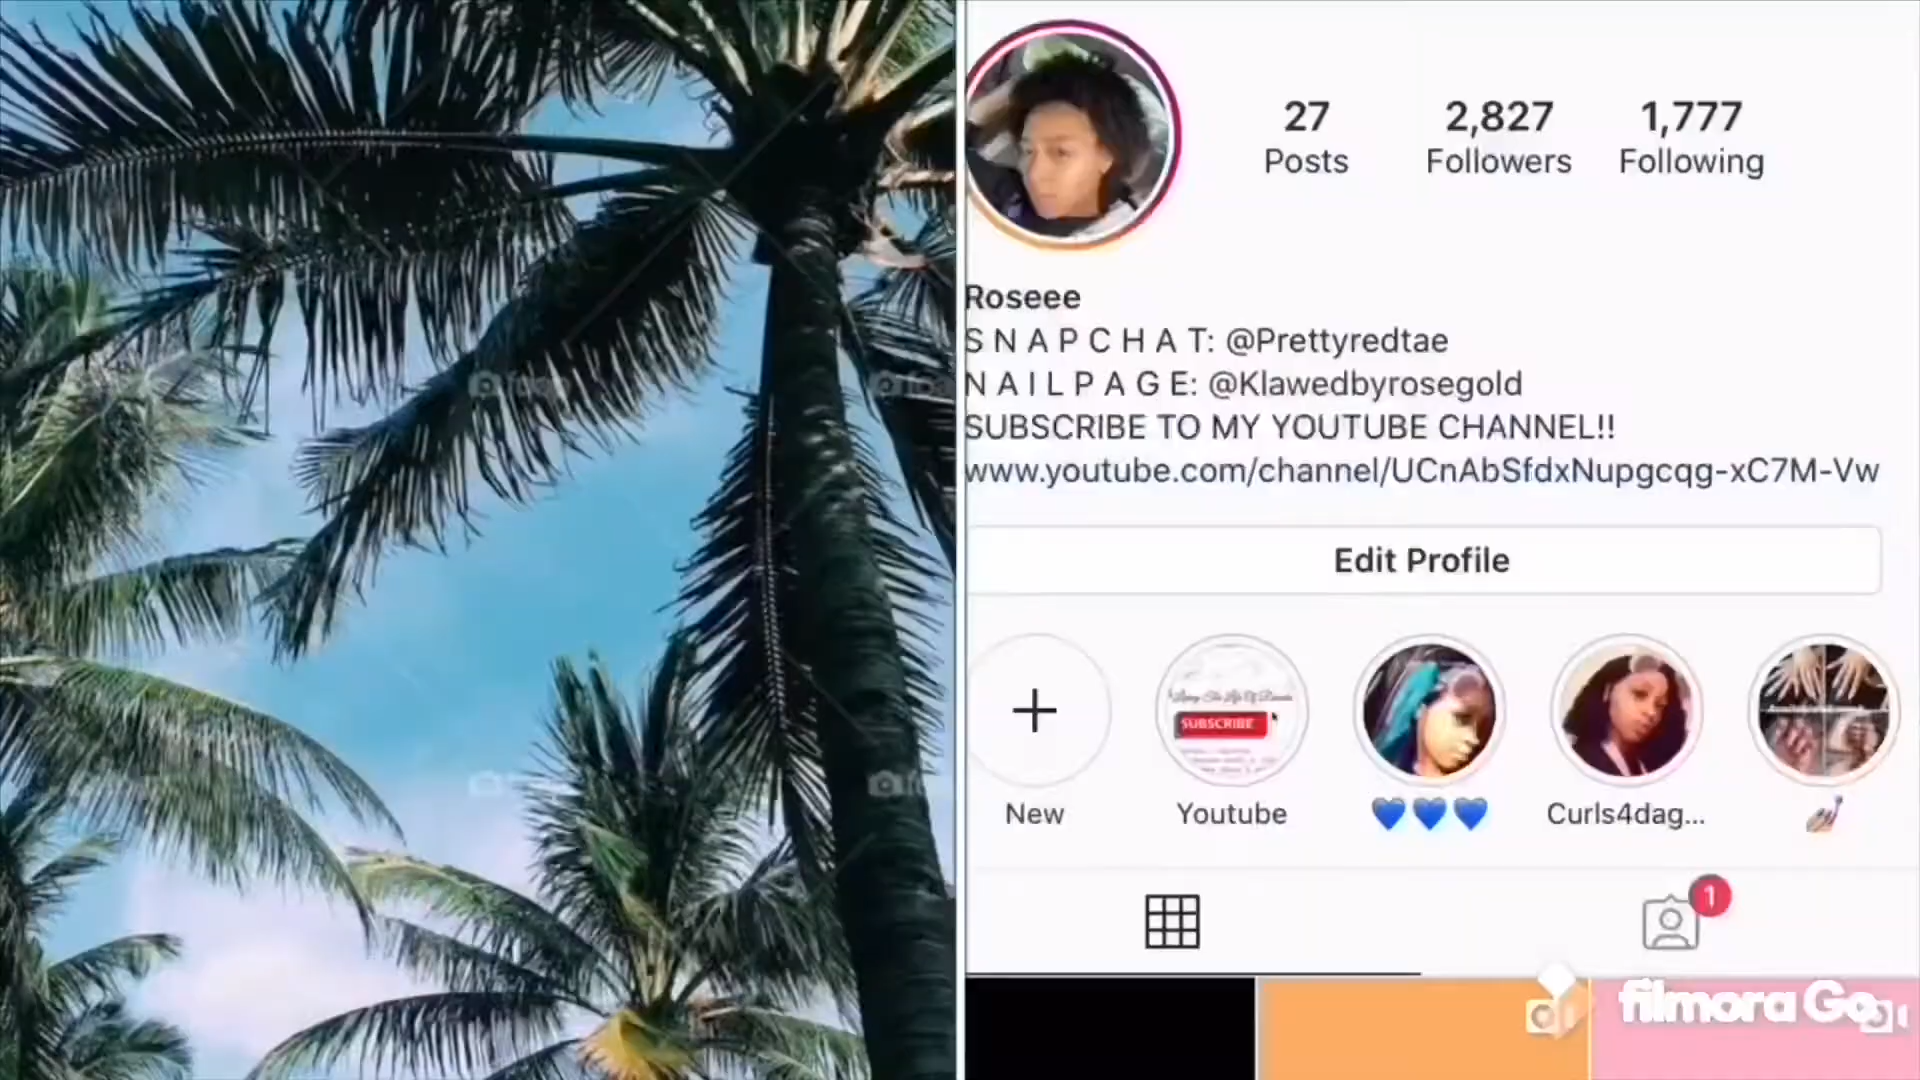 27 2,827 1,777
Posts Followers Following
Roseee
S N A P C H A T: @Prettyredtae
N A I L P A G E: @Klawedbyrosegold
SUBSCRIBE TO MY YOUTUBE CHANNEL!!
www.youtube.com/channel/UCnAbSfdxNupgcqg-xC7M-Vw
Edit Profile
SUBSCRIBE
New Youtube 💙💙💙 Curls4dag... 💅🏽
1
filmora Go